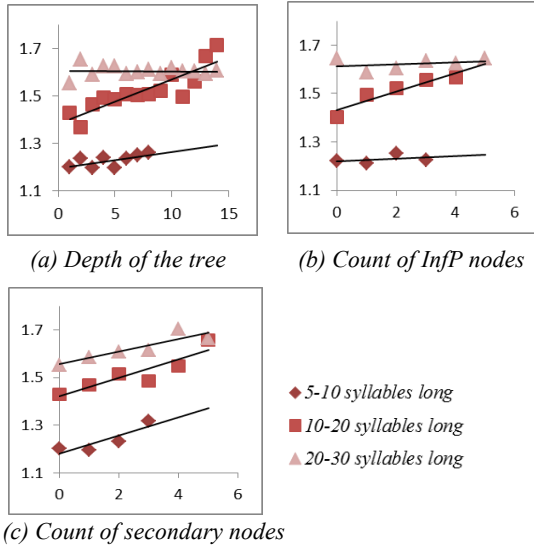 1.7
1.5
1.3
1.1
0 5 10 15
(a) Depth of the tree
1.7
1.5
1.3
1.1
0 2 4 6
(b) Count of InfP nodes
1.7
1.5
1.3
1.1
0 2 4 6
(c) Count of secondary nodes
5-10 syllables long
10-20 syllables long
20-30 syllables long